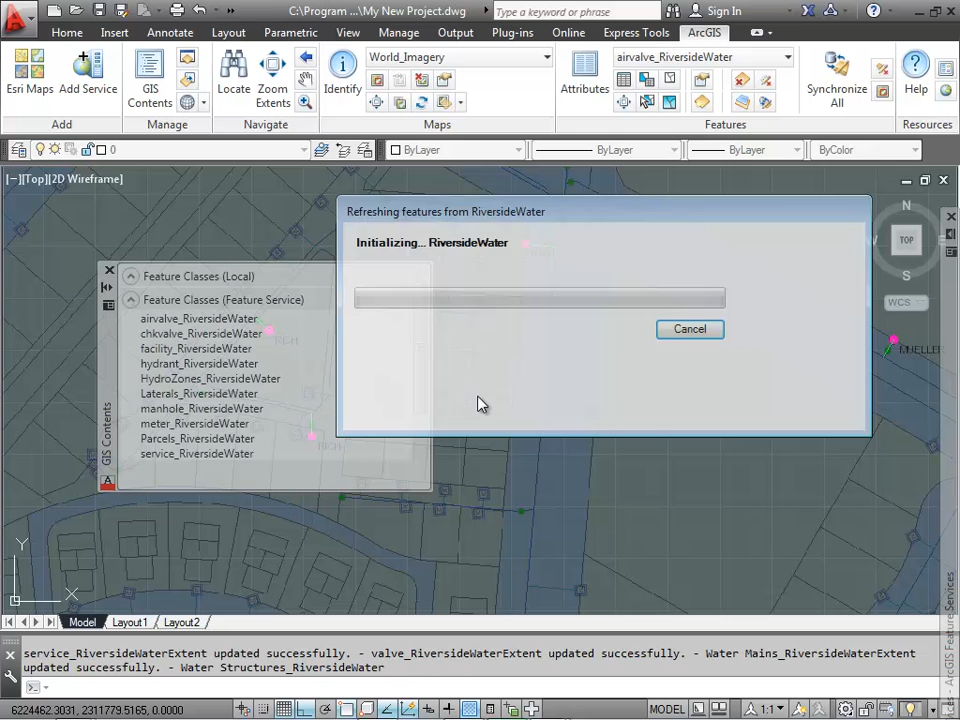 C:\Program ...\My New Project.dwg
Type a keyword or phrase
Sign In
Home Insert Annotate Layout Parametric View Manage Output Plug-ins Online Express Tools ArcGIS
World_Imagery
airvalve_RiversideWater
Esri Maps
Add Service
GIS
Contents
Locate
Zoom
Extents
Identify
Attributes
Synchronize
All
Help
Add
Manage
Navigate
Maps
Features
Resources
0
ByLayer
ByLayer
ByLayer
ByColor
[−][Top][2D Wireframe]
N
TOP
E
S
WCS
Refreshing features from RiversideWater
Initializing... RiversideWater
Cancel
Feature Classes (Local)
Feature Classes (Feature Service)
airvalve_RiversideWater
chkvalve_RiversideWater
facility_RiversideWater
hydrant_RiversideWater
HydroZones_RiversideWater
Laterals_RiversideWater
manhole_RiversideWater
meter_RiversideWater
Parcels_RiversideWater
service_RiversideWater
GIS Contents
MUELLER
Y
X
Model Layout1 Layout2
service_RiversideWaterExtent updated successfully. - valve_RiversideWaterExtent updated successfully. - Water Mains_RiversideWaterExtent
updated successfully. - Water Structures_RiversideWater
6224462.3031, 2311779.5165, 0.0000
MODEL
1:1
ArcGIS Feature Services